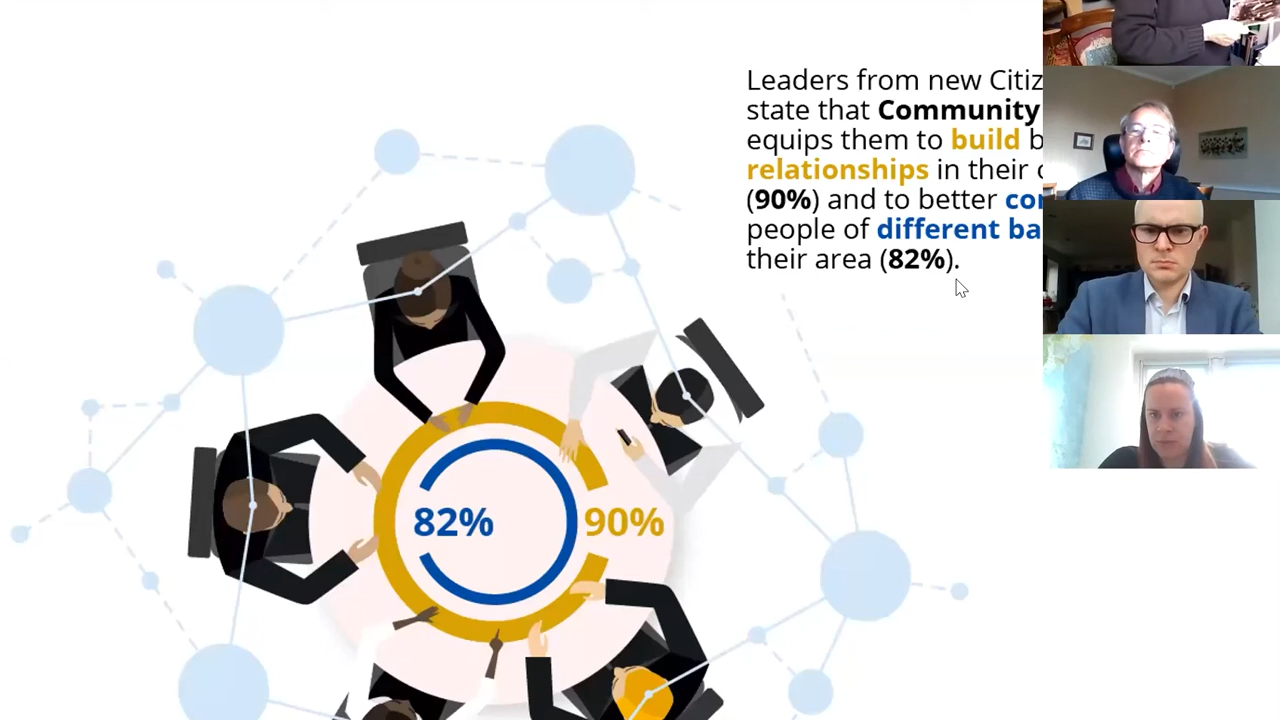 Leaders from new Citiz
state that Community
equips them to build b
relationships in their c
(90%) and to better con
people of different ba
their area (82%).
82%
90%